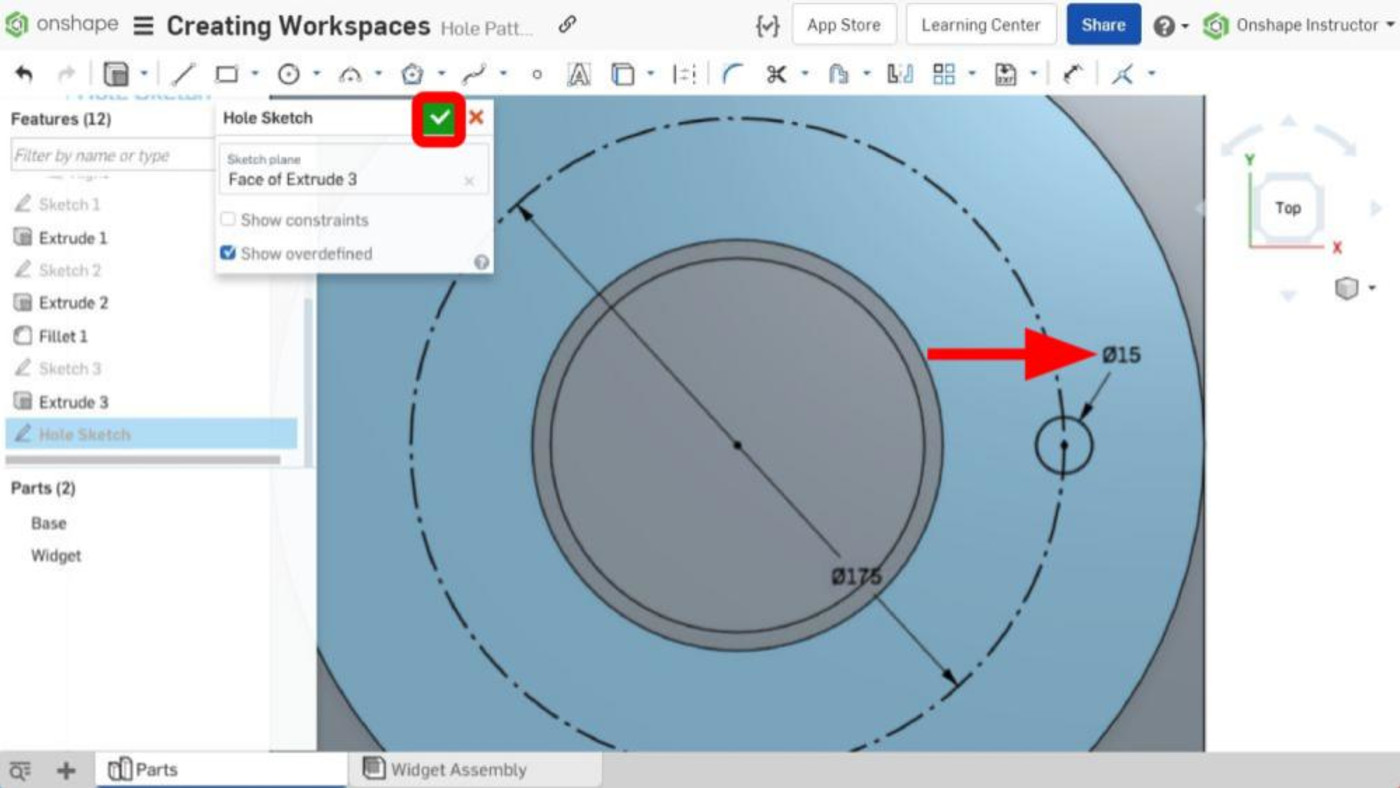 onshape Creating Workspaces Hole Patt... App Store Learning Center Share Onshape Instructor
Hole Sketch
Features (12)
Filter by name or type
Sketch 1
Extrude 1
Sketch 2
Extrude 2
Fillet 1
Sketch 3
Extrude 3
Hole Sketch
Parts (2)
Base
Widget
Hole Sketch
Sketch plane
Face of Extrude 3
Show constraints
Show overdefined
Ø15
Ø175
Y
Top
X
Parts
Widget Assembly